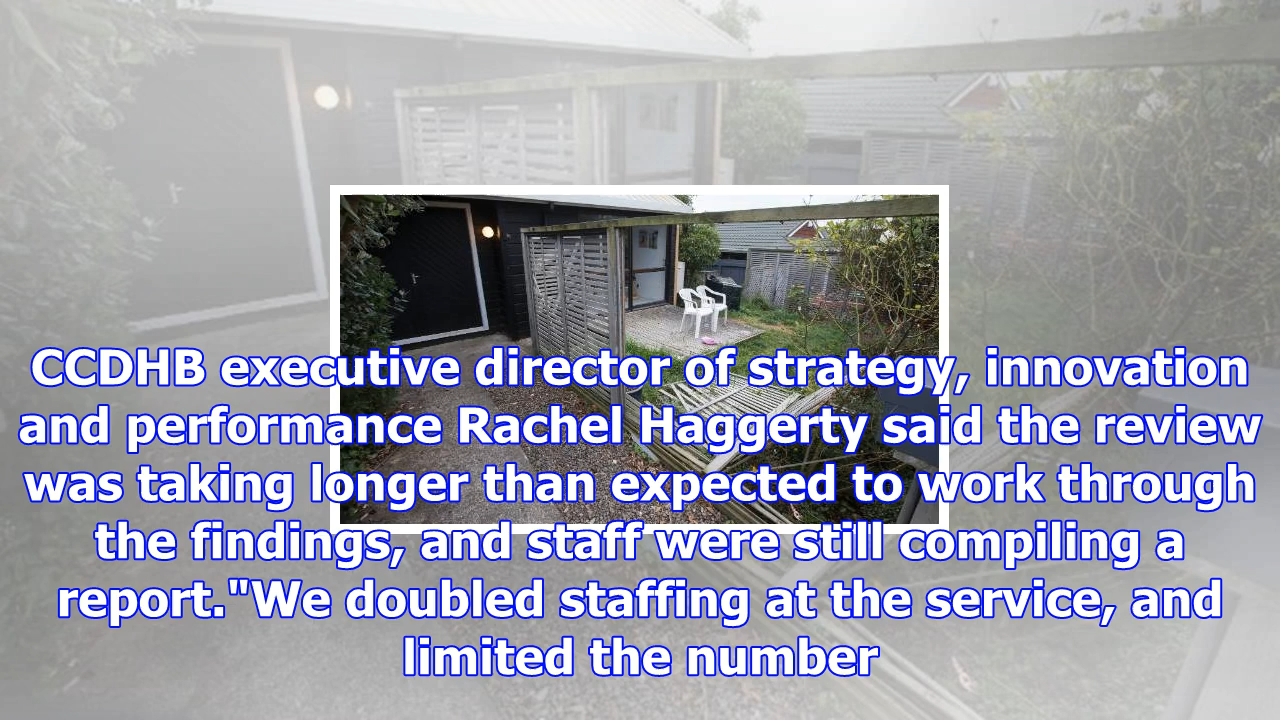 CCDHB executive director of strategy, innovation
and performance Rachel Haggerty said the review
was taking longer than expected to work through
the findings, and staff were still compiling a
report."We doubled staffing at the service, and
limited the number